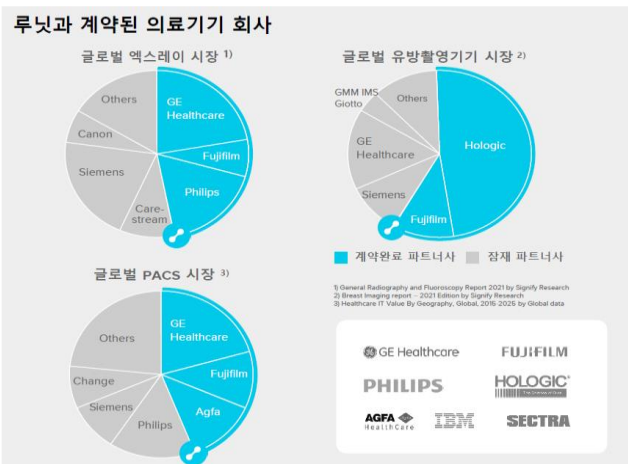 루닛과 계약된 의료기기 회사
글로벌 엑스레이 시장 1)
Others
GE
Healthcare
Canon
Fujifilm
Siemens
Philips
Care-
stream
글로벌 유방촬영기기 시장 2)
GMM IMS
Giotto
Others
GE
Healthcare
Hologic
Siemens
Fujifilm
계약완료 파트너사
잠재 파트너사
글로벌 PACS 시장 3)
Others
GE
Healthcare
Change
Fujifilm
Siemens
Agfa
Philips
1) General Radiography and Fluoroscopy Report 2021 by Signify Research
2) Breast Imaging report – 2021 Edition by Signify Research
3) Healthcare IT Value By Geography, Global, 2015-2025 by Global data
GE Healthcare
FUJIFILM
PHILIPS
HOLOGIC®
AGFA
HealthCare
IBM
SECTRA